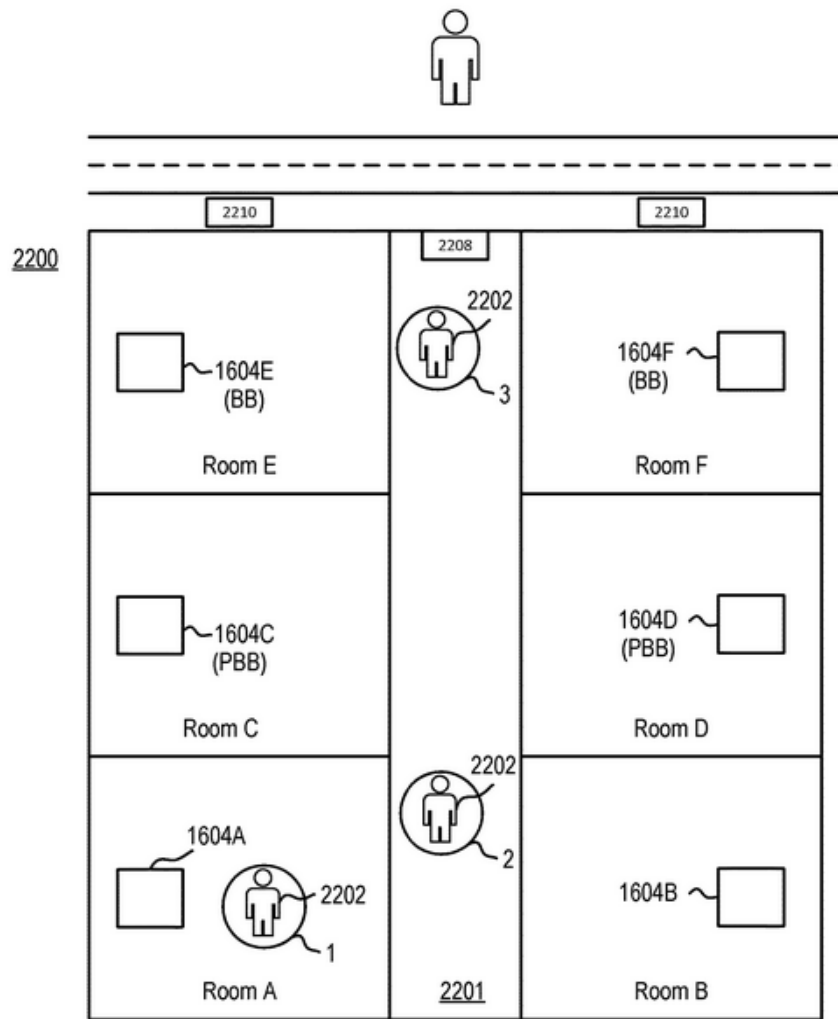 2210
2210
2208
2200
2202
1604E
(BB)
1604F
(BB)
3
Room E
Room F
1604C
(PBB)
1604D
(PBB)
Room C
Room D
2202
1604A
2
2202
1604B
1
Room A
2201
Room B